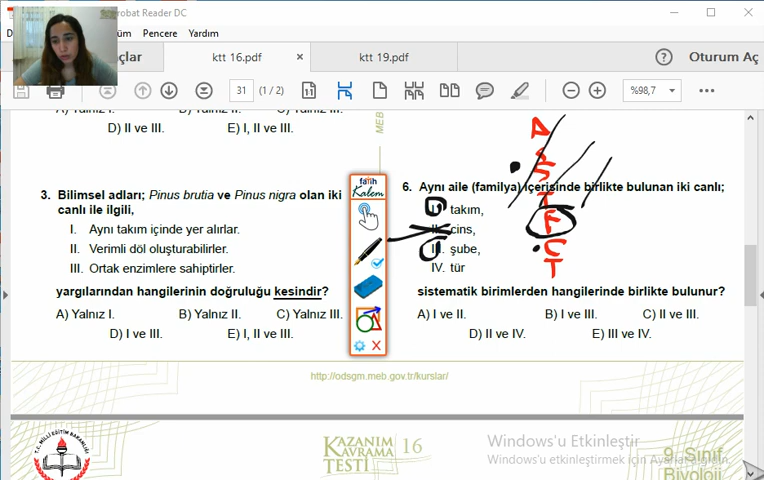 crobat Reader DC
üm Pencere Yardım
çlar ktt 16.pdf × ktt 19.pdf ? Oturum Aç
31 (1 / 2) %98,7
D) II ve III. E) I, II ve III.
MEB
3. Bilimsel adları; Pinus brutia ve Pinus nigra olan iki
canlı ile ilgili,
I. Aynı takım içinde yer alırlar.
II. Verimli döl oluşturabilirler.
III. Ortak enzimlere sahiptirler.
yargılarından hangilerinin doğruluğu kesindir?
A) Yalnız I. B) Yalnız II. C) Yalnız III.
D) I ve III. E) I, II ve III.
fatih
Kalem
6. Aynı aile (familya) içerisinde birlikte bulunan iki canlı;
I. takım,
II. cins,
III. şube,
IV. tür
sistematik birimlerden hangilerinde birlikte bulunur?
A) I ve II. B) I ve III. C) II ve III.
D) II ve IV. E) III ve IV.
http://odsgm.meb.gov.tr/kurslar/
T.C. MİLLÎ EĞİTİM BAKANLIĞI
KAZANIM
KAVRAMA
TESTİ
16
Windows'u Etkinleştir
Windows'u etkinleştirmek için Ayarlar'a gidin.
9. Sınıf
Biyoloji